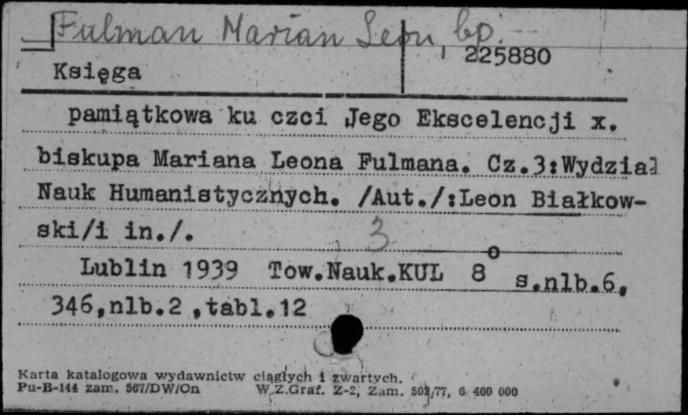 Fulman Marian Leon, bp.
225880
Księga
pamiątkowa ku czci Jego Ekscelencji x.
biskupa Mariana Leona Fulmana. Cz.3:Wydział
Nauk Humanistycznych. /Aut./:Leon Białkow-
ski/i in./.
3
Lublin 1939 Tow.Nauk.KUL 8° s.nlb.6,
346,nlb.2,tabl.12
Karta katalogowa wydawnictw ciągłych i zwartych.
Pu-B-144 zam. 567/DW/On W.Z.Graf. Z-2, Zam. 503/77, 6 400 000